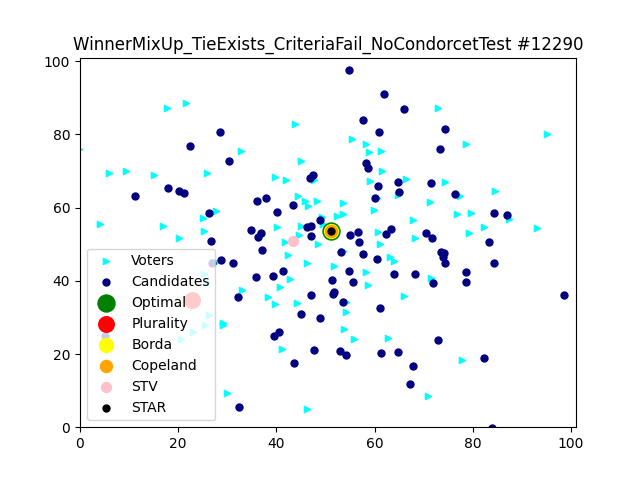 WinnerMixUp_TieExists_CriteriaFail_NoCondorcetTest #12290
100
80
60
40
20
0
Voters
Candidates
Optimal
Plurality
Borda
Copeland
STV
STAR
0 20 40 60 80 100